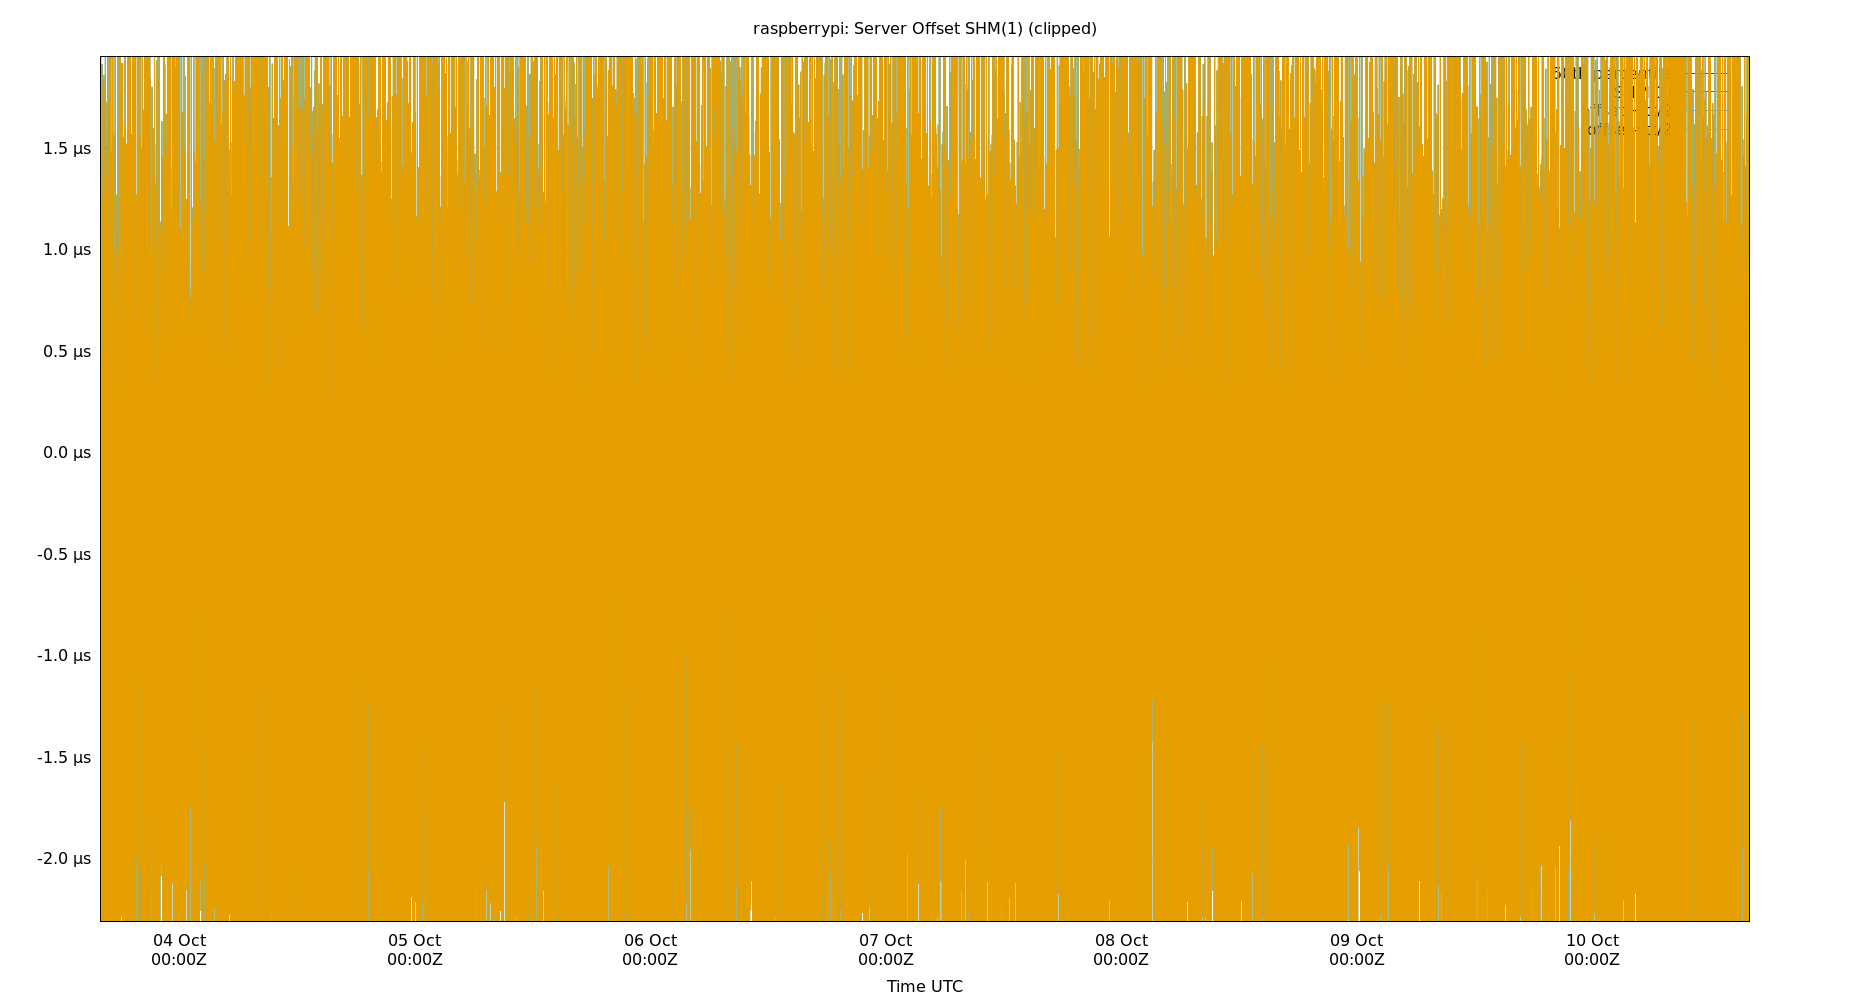 raspberrypi: Server Offset SHM(1) (clipped)
1.5 µs
1.0 µs
0.5 µs
0.0 µs
-0.5 µs
-1.0 µs
-1.5 µs
-2.0 µs
04 Oct 05 Oct 06 Oct 07 Oct 08 Oct 09 Oct 10 Oct
00:00Z 00:00Z 00:00Z 00:00Z 00:00Z 00:00Z 00:00Z
Time UTC